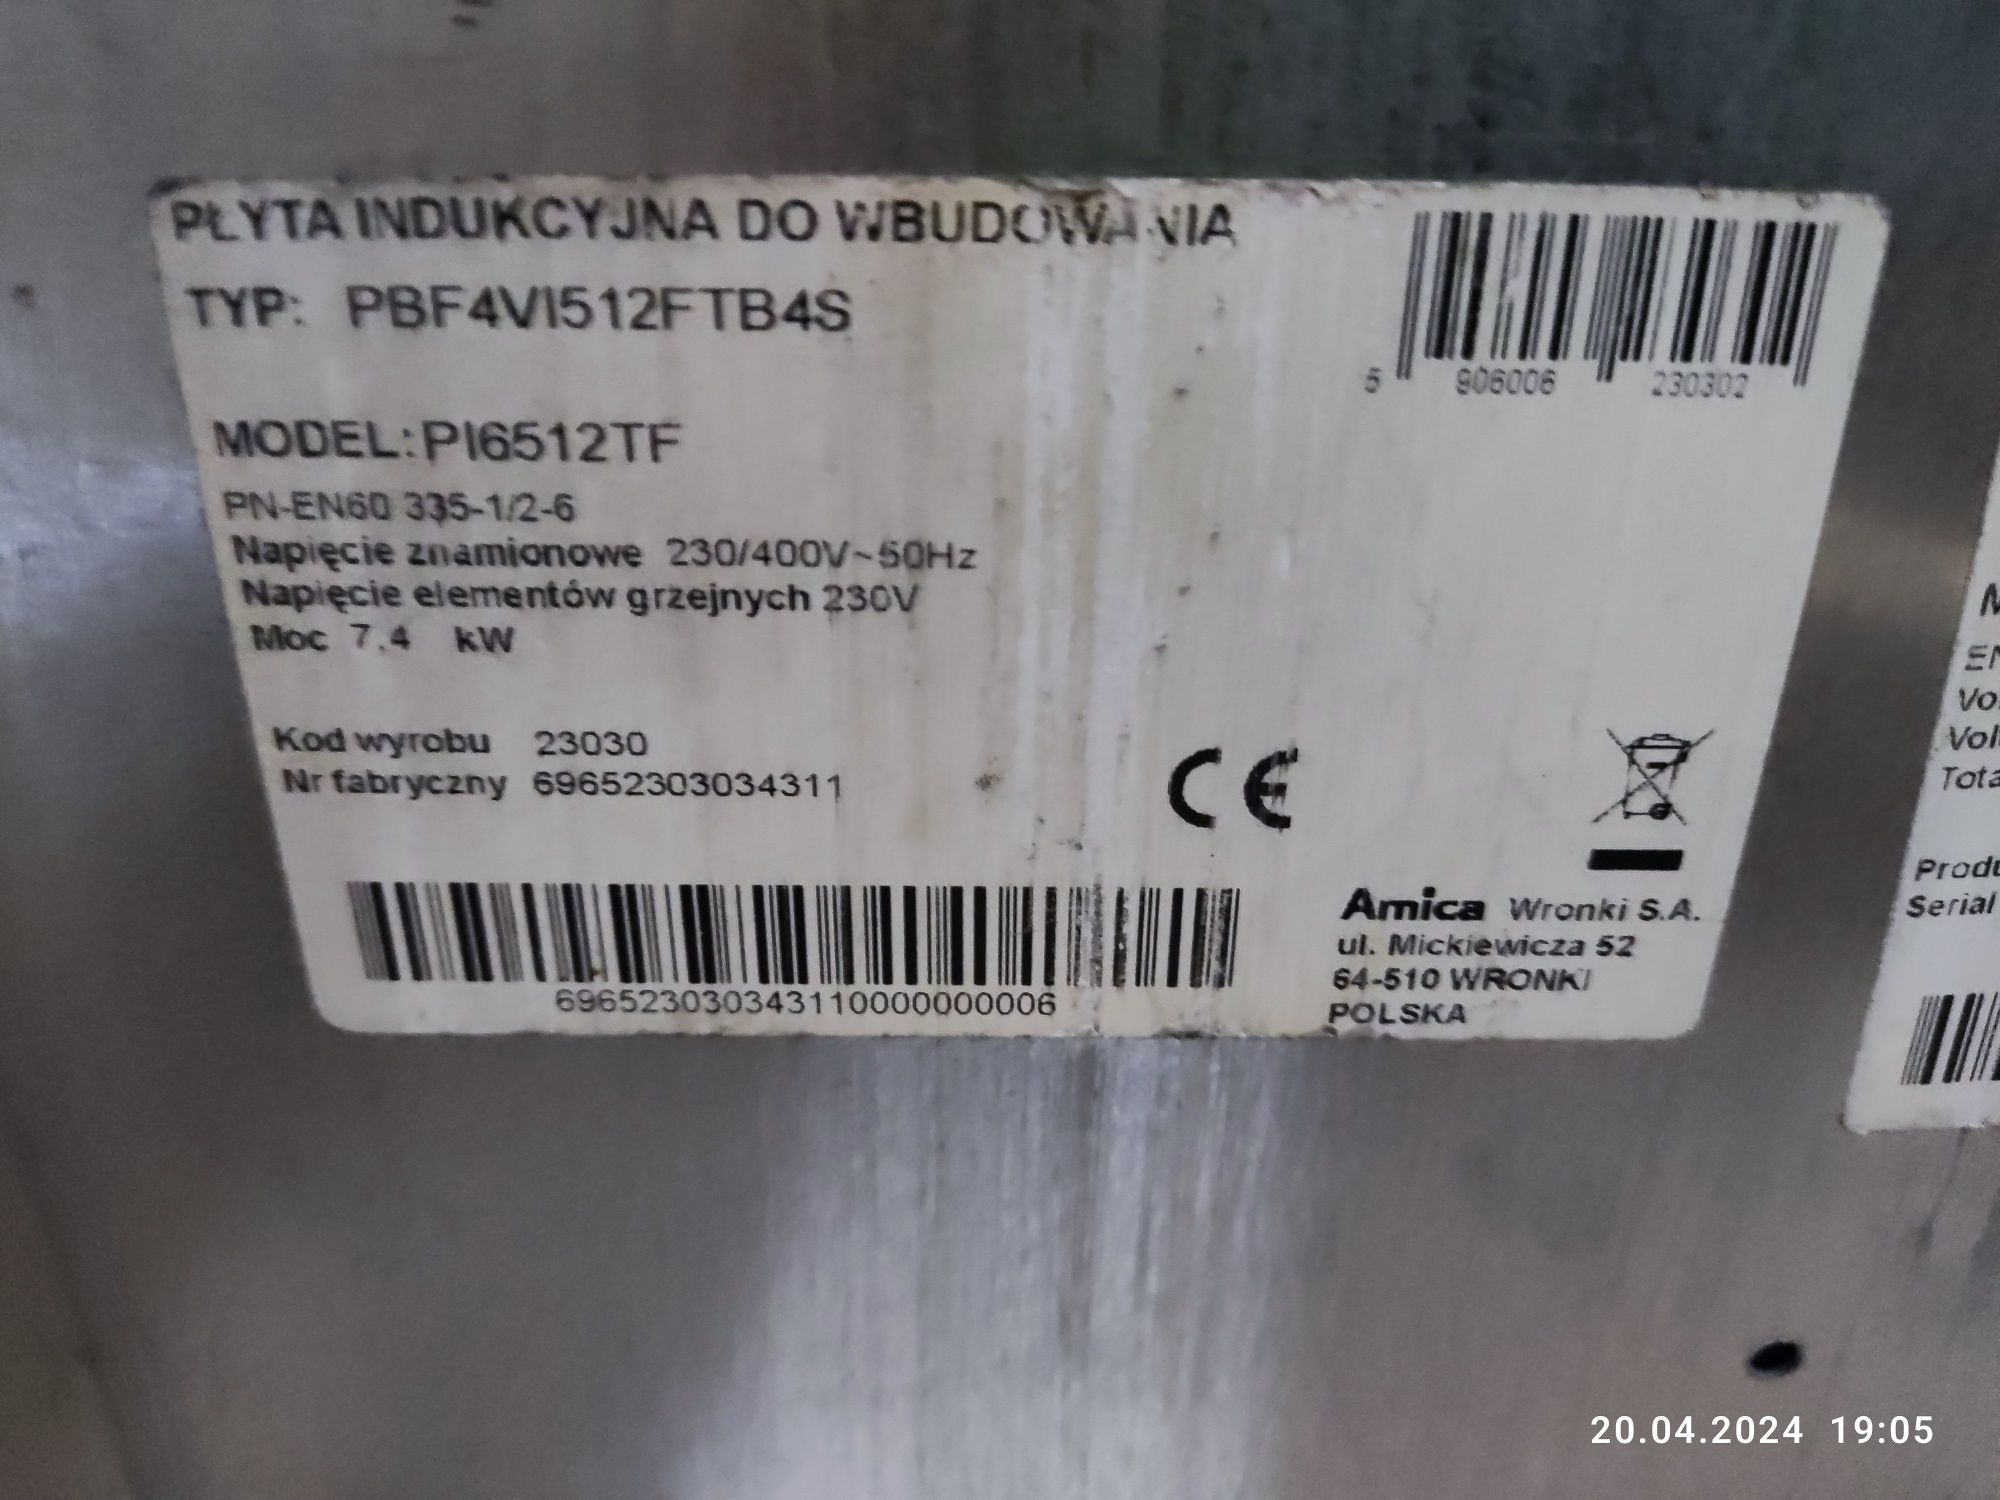 PŁYTA INDUKCYJNA DO WBUDOWANIA
TYP: PBF4VI512FTB4S
5 906006 230302
MODEL: PI6512TF
PN-EN60 335-1/2-6
Napięcie znamionowe 230/400V~50Hz
Napięcie elementów grzejnych 230V
Moc 7.4 kW
Kod wyrobu 23030
Nr fabryczny 69652303034311
CE
696523030343110000000006
Amica Wronki S.A.
ul. Mickiewicza 52
64-510 WRONKI
POLSKA
Serial
20.04.2024 19:05